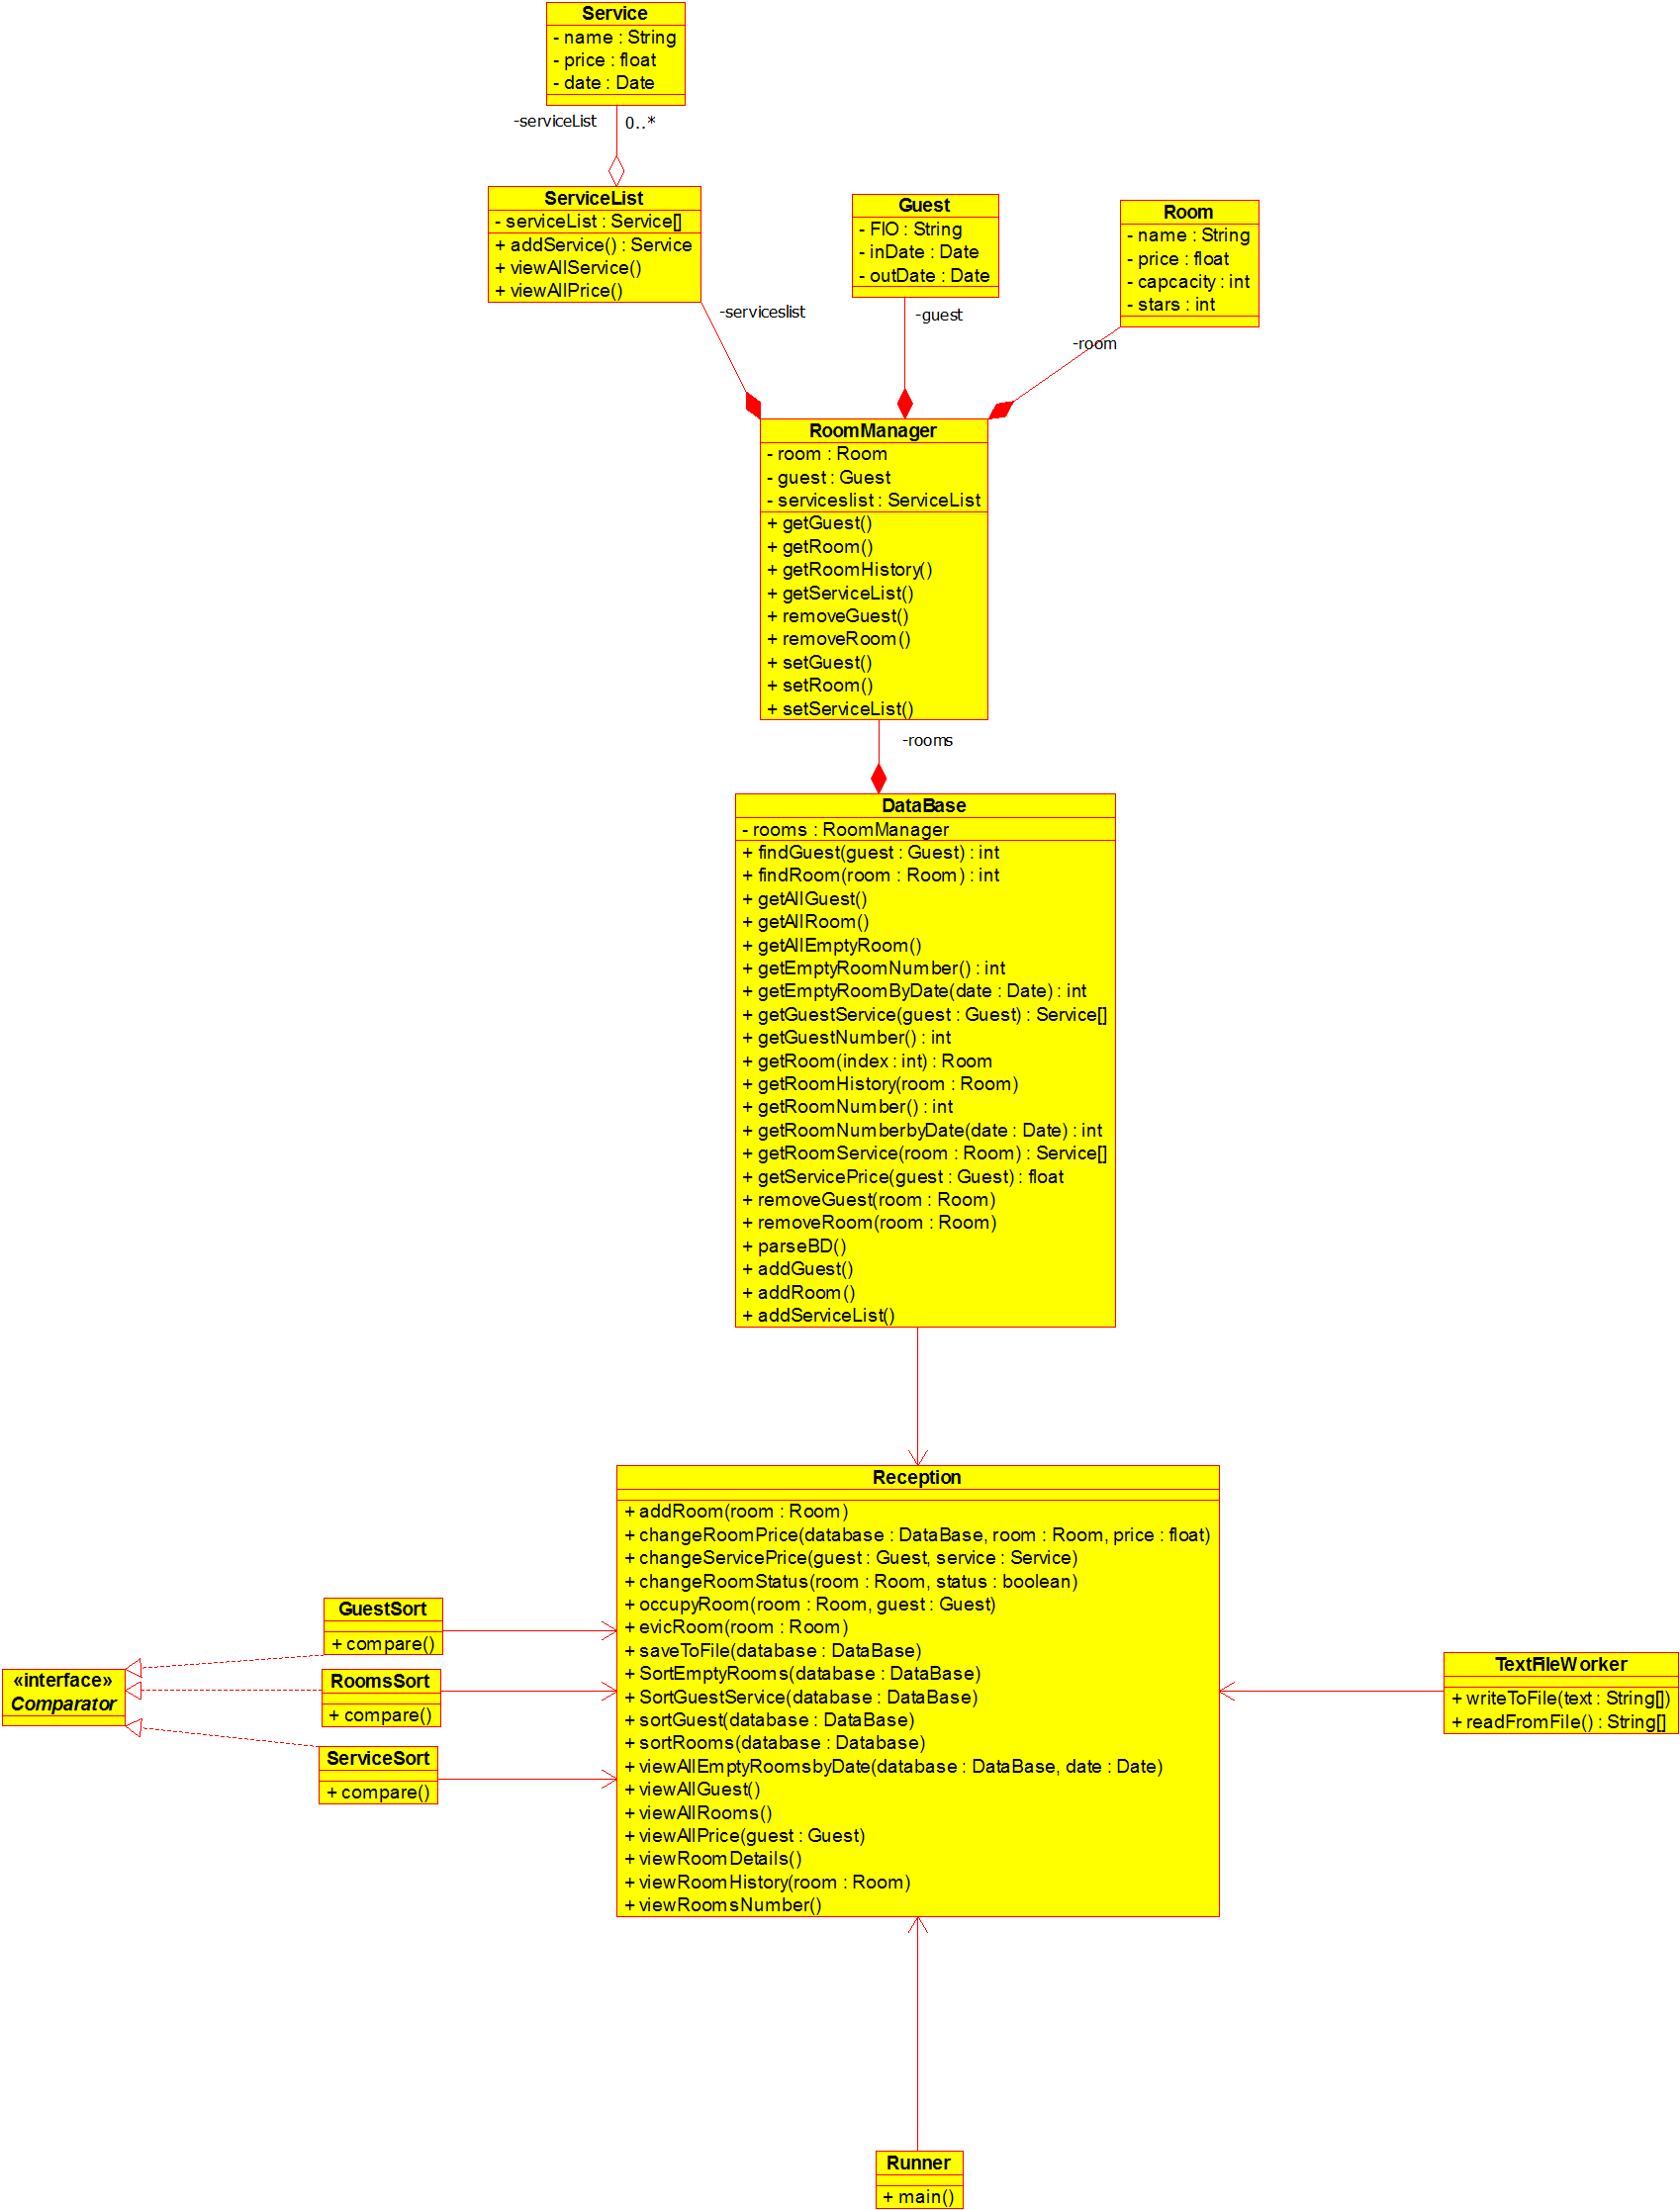 Service
- name : String
- price : float
- date : Date
-serviceList
0..*
ServiceList
- serviceList : Service[]
+ addService() : Service
+ viewAllService()
+ viewAllPrice()
Guest
- FIO : String
- inDate : Date
- outDate : Date
Room
- name : String
- price : float
- capcacity : int
- stars : int
-serviceslist
-guest
-room
RoomManager
- room : Room
- guest : Guest
- serviceslist : ServiceList
+ getGuest()
+ getRoom()
+ getRoomHistory()
+ getServiceList()
+ removeGuest()
+ removeRoom()
+ setGuest()
+ setRoom()
+ setServiceList()
-rooms
DataBase
- rooms : RoomManager
+ findGuest(guest : Guest) : int
+ findRoom(room : Room) : int
+ getAllGuest()
+ getAllRoom()
+ getAllEmptyRoom()
+ getEmptyRoomNumber() : int
+ getEmptyRoomByDate(date : Date) : int
+ getGuestService(guest : Guest) : Service[]
+ getGuestNumber() : int
+ getRoom(index : int) : Room
+ getRoomHistory(room : Room)
+ getRoomNumber() : int
+ getRoomNumberbyDate(date : Date) : int
+ getRoomService(room : Room) : Service[]
+ getServicePrice(guest : Guest) : float
+ removeGuest(room : Room)
+ removeRoom(room : Room)
+ parseBD()
+ addGuest()
+ addRoom()
+ addServiceList()
Reception
+ addRoom(room : Room)
+ changeRoomPrice(database : DataBase, room : Room, price : float)
+ changeServicePrice(guest : Guest, service : Service)
+ changeRoomStatus(room : Room, status : boolean)
+ occupyRoom(room : Room, guest : Guest)
+ evicRoom(room : Room)
+ saveToFile(database : DataBase)
+ SortEmptyRooms(database : DataBase)
+ SortGuestService(database : DataBase)
+ sortGuest(database : DataBase)
+ sortRooms(database : Database)
+ viewAllEmptyRoomsbyDate(database : DataBase, date : Date)
+ viewAllGuest()
+ viewAllRooms()
+ viewAllPrice(guest : Guest)
+ viewRoomDetails()
+ viewRoomHistory(room : Room)
+ viewRoomsNumber()
GuestSort
+ compare()
«interface»
Comparator
RoomsSort
+ compare()
ServiceSort
+ compare()
TextFileWorker
+ writeToFile(text : String[])
+ readFromFile() : String[]
Runner
+ main()